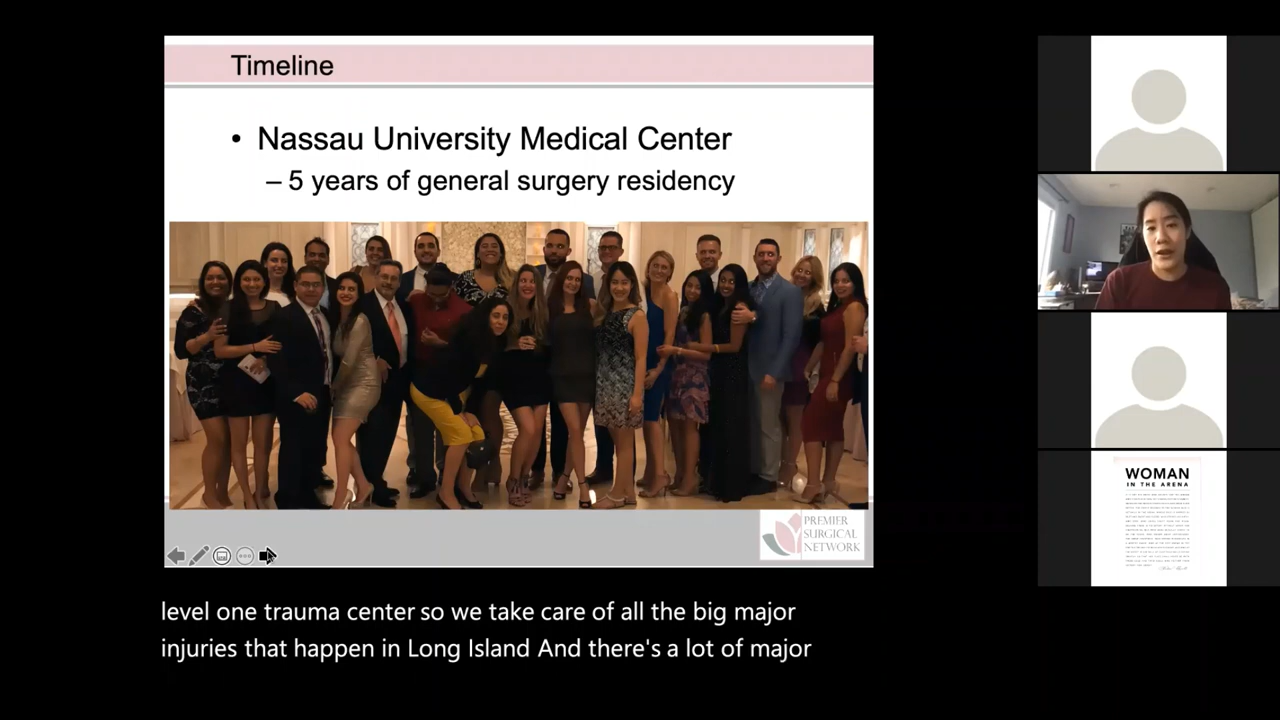 Timeline
• Nassau University Medical Center
– 5 years of general surgery residency
PREMIER
SURGICAL
NETWORK
WOMAN
IN THE ARENA
level one trauma center so we take care of all the big major
injuries that happen in Long Island And there's a lot of major